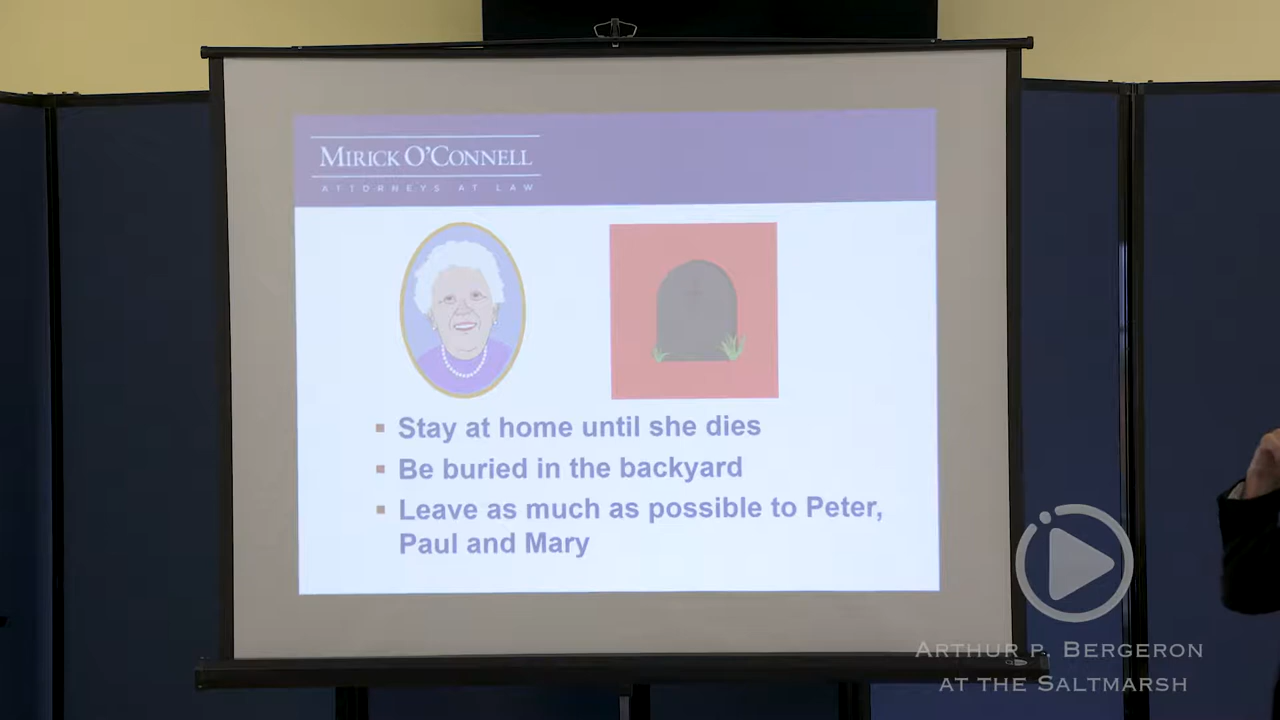 MIRICK O'CONNELL
ATTORNEYS AT LAW
Stay at home until she dies
Be buried in the backyard
Leave as much as possible to Peter,
Paul and Mary
ARTHUR P. BERGERON
AT THE SALTMARSH